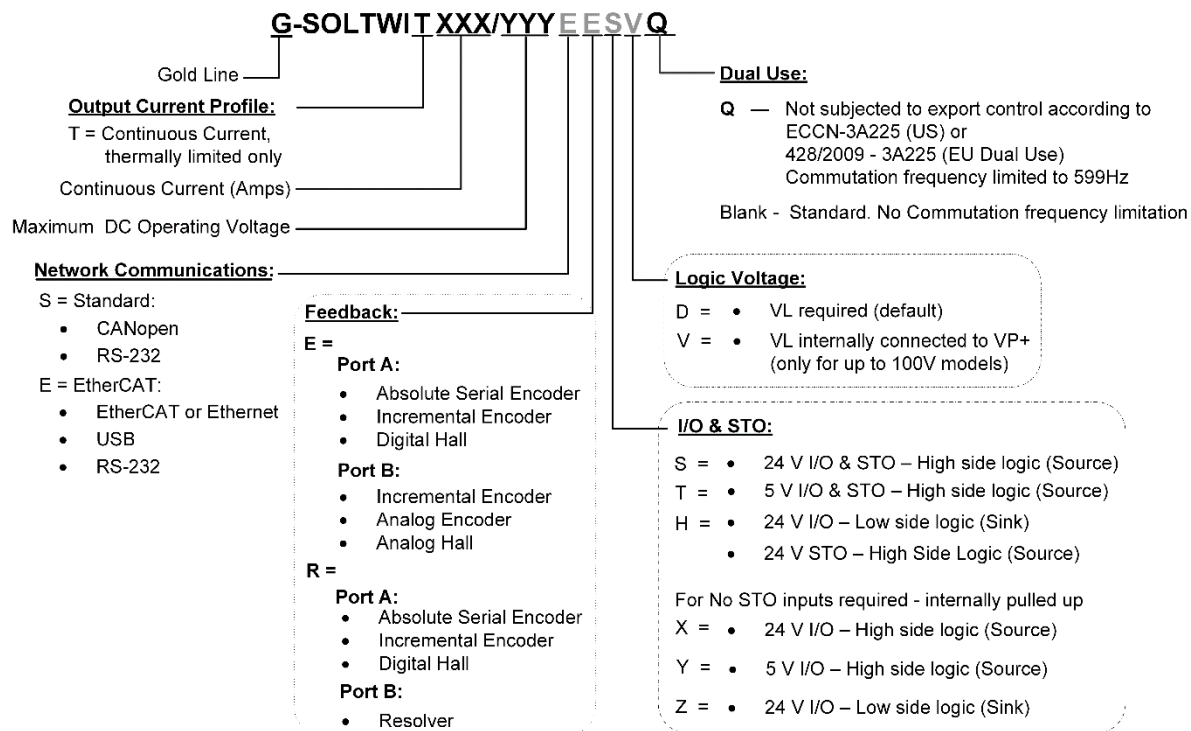 G-SOLTWITXXX/YYYEESVQ
Gold Line
Output Current Profile:
T = Continuous Current,
thermally limited only
Continuous Current (Amps)
Maximum DC Operating Voltage
Network Communications:
S = Standard:
• CANopen
• RS-232
E = EtherCAT:
• EtherCAT or Ethernet
• USB
• RS-232
Feedback:
E =
Port A:
• Absolute Serial Encoder
• Incremental Encoder
• Digital Hall
Port B:
• Incremental Encoder
• Analog Encoder
• Analog Hall
R =
Port A:
• Absolute Serial Encoder
• Incremental Encoder
• Digital Hall
Port B:
• Resolver
Dual Use:
Q — Not subjected to export control according to
ECCN-3A225 (US) or
428/2009 - 3A225 (EU Dual Use)
Commutation frequency limited to 599Hz
Blank - Standard. No Commutation frequency limitation
Logic Voltage:
D = • VL required (default)
V = • VL internally connected to VP+
(only for up to 100V models)
I/O & STO:
S = • 24 V I/O & STO – High side logic (Source)
T = • 5 V I/O & STO – High side logic (Source)
H = • 24 V I/O – Low side logic (Sink)
• 24 V STO – High Side Logic (Source)
For No STO inputs required - internally pulled up
X = • 24 V I/O – High side logic (Source)
Y = • 5 V I/O – High side logic (Source)
Z = • 24 V I/O – Low side logic (Sink)